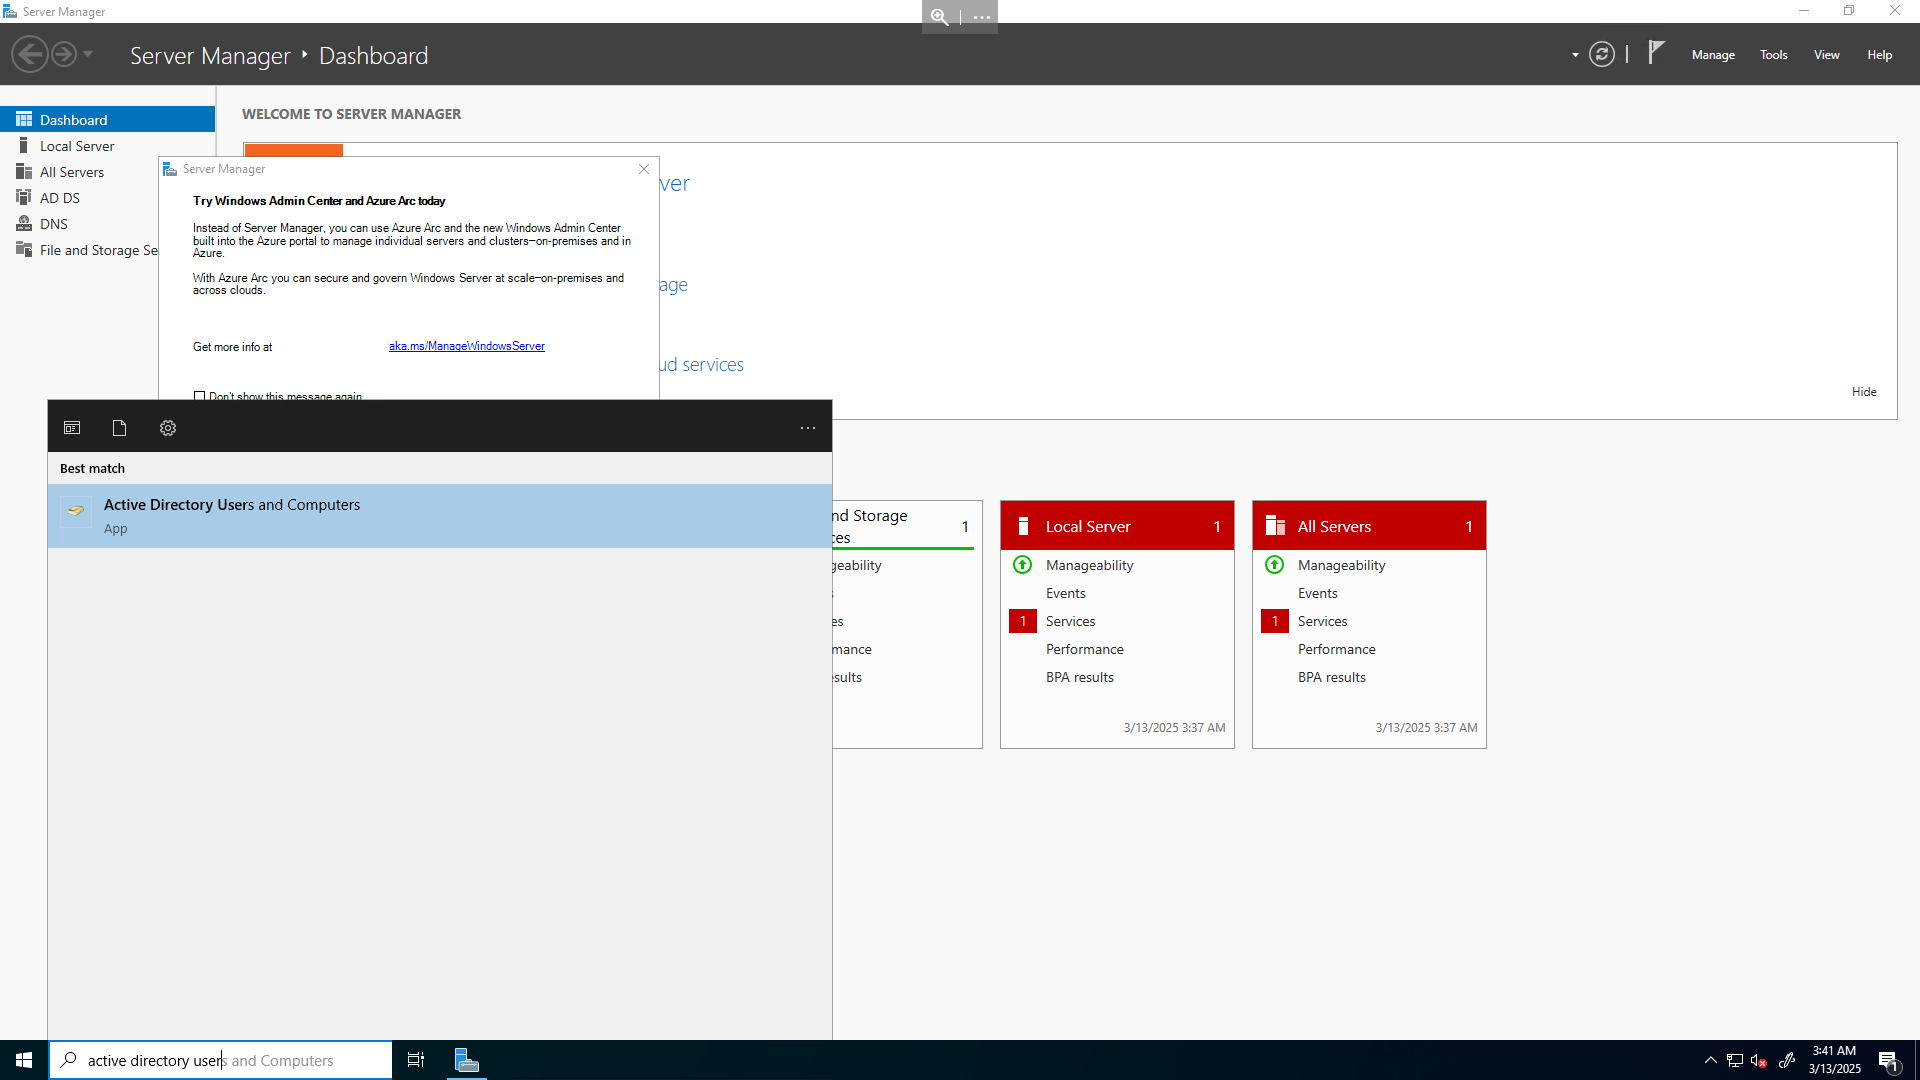 Server Manager
Server Manager ‣ Dashboard
Manage
Tools
View
Help
Dashboard
Local Server
All Servers
AD DS
DNS
File and Storage Se
WELCOME TO SERVER MANAGER
Server Manager
Try Windows Admin Center and Azure Arc today
Instead of Server Manager, you can use Azure Arc and the new Windows Admin Center
built into the Azure portal to manage individual servers and clusters–on-premises and in
Azure.
With Azure Arc you can secure and govern Windows Server at scale–on-premises and
across clouds.
Get more info at
aka.ms/ManageWindowsServer
Don't show this message again
ver
age
ud services
Hide
Best match
Active Directory Users and Computers
App
nd Storage
ces
1
geability
es
mance
sults
Local Server 1
Manageability
Events
1 Services
Performance
BPA results
3/13/2025 3:37 AM
All Servers 1
Manageability
Events
1 Services
Performance
BPA results
3/13/2025 3:37 AM
active directory users and Computers
3:41 AM
3/13/2025
1